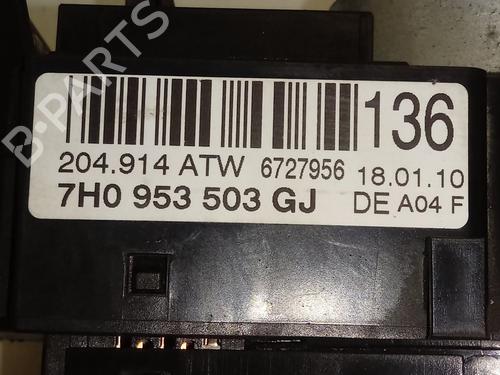 B-PARTS
136
204.914 ATW 6727956 18.01.10
7H0 953 503 GJ DE A04 F